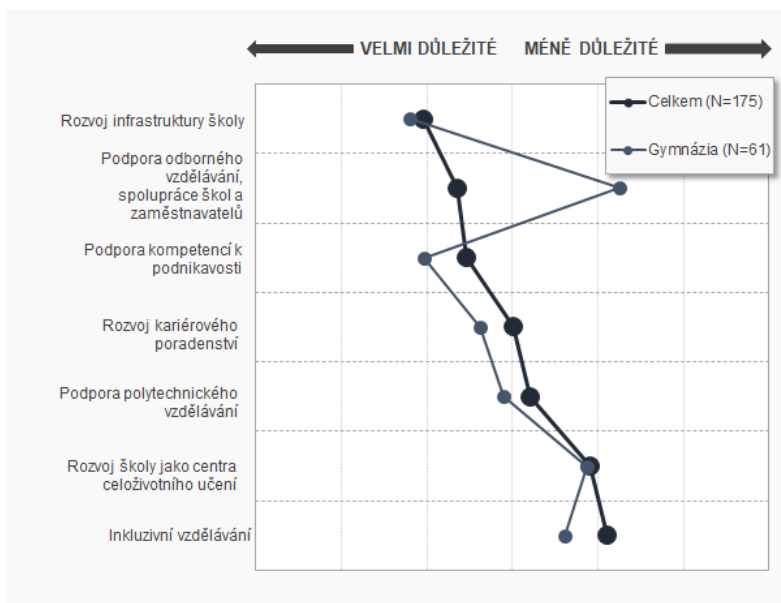 VELMI DŮLEŽITÉ MÉNĚ DŮLEŽITÉ
Celkem (N=175)
Gymnázia (N=61)
Rozvoj infrastruktury školy
Podpora odborného
vzdělávání,
spolupráce škol a
zaměstnavatelů
Podpora kompetencí k
podnikavosti
Rozvoj kariérového
poradenství
Podpora polytechnického
vzdělávání
Rozvoj školy jako centra
celoživotního učení
Inkluzivní vzdělávání